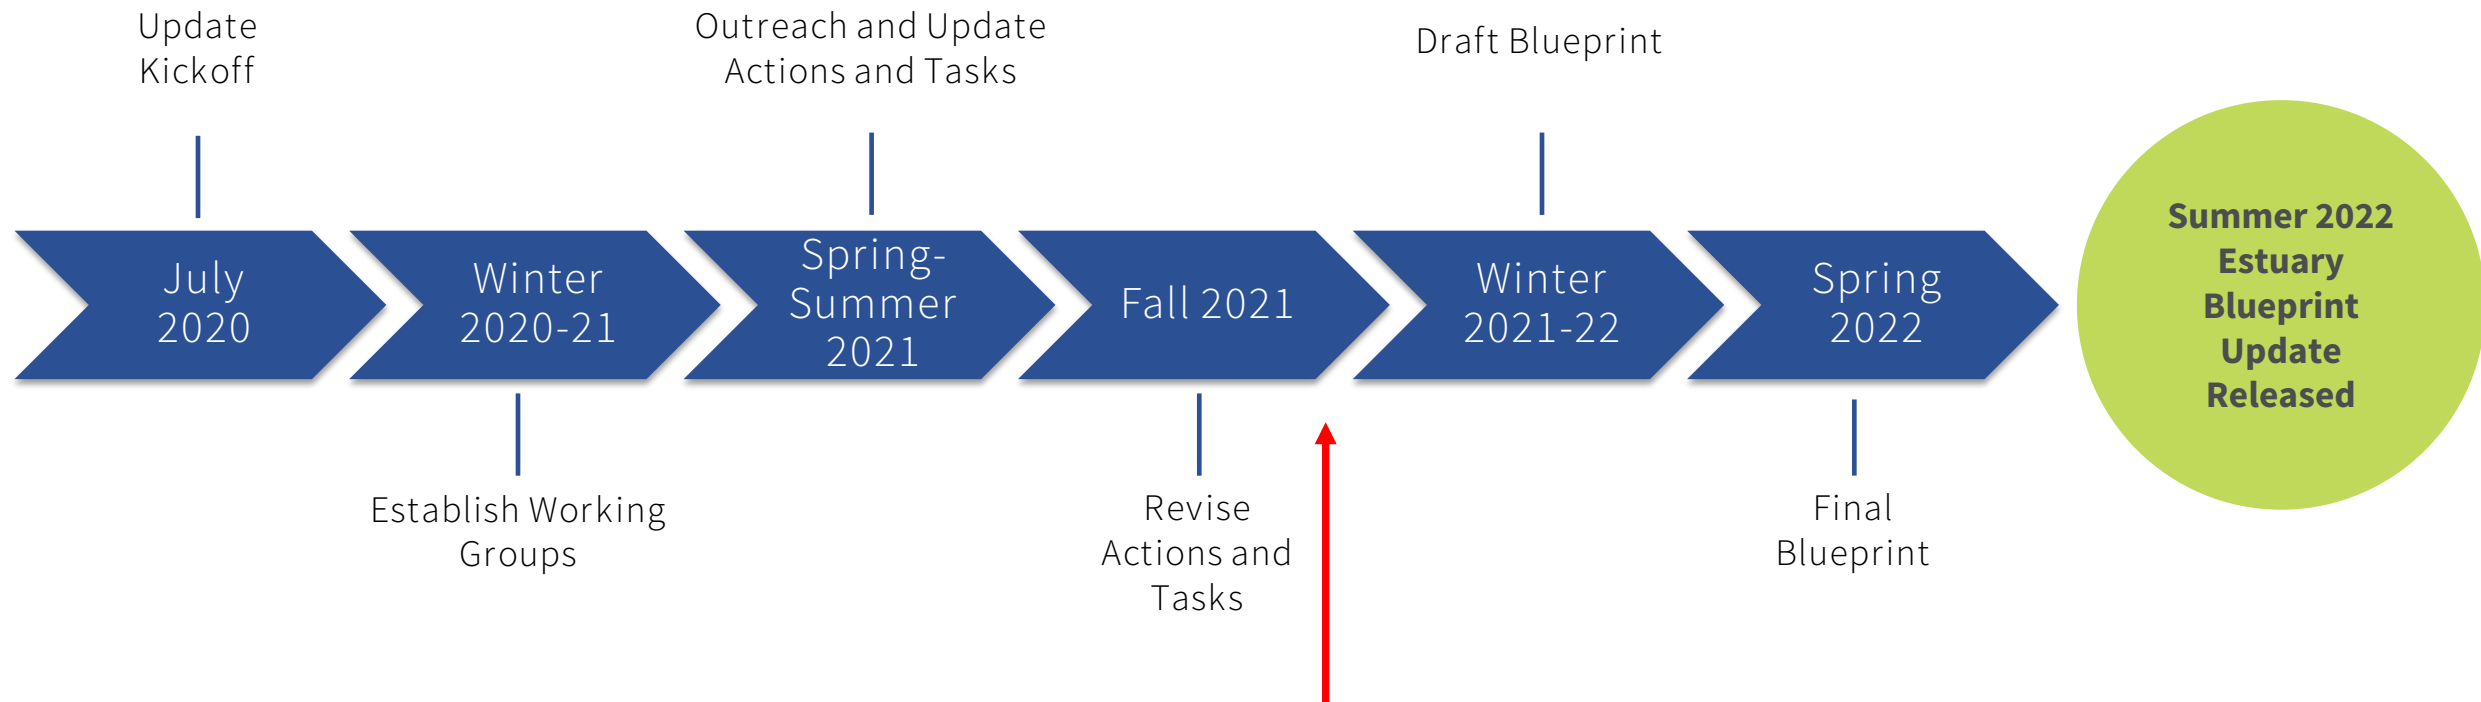 Update
Kickoff
Outreach and Update
Actions and Tasks
Draft Blueprint
July
2020
Winter
2020-21
Spring-
Summer
2021
Fall 2021
Winter
2021-22
Spring
2022
Summer 2022
Estuary
Blueprint
Update
Released
Establish Working
Groups
Revise
Actions and
Tasks
Final
Blueprint